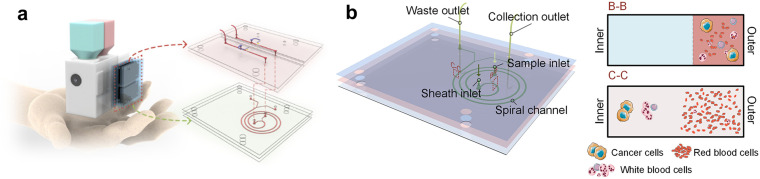 a
b
Waste outlet
Collection outlet
Sample inlet
Sheath inlet
Spiral channel
B-B
Inner
Outer
C-C
Inner
Outer
Cancer cells
Red blood cells
White blood cells